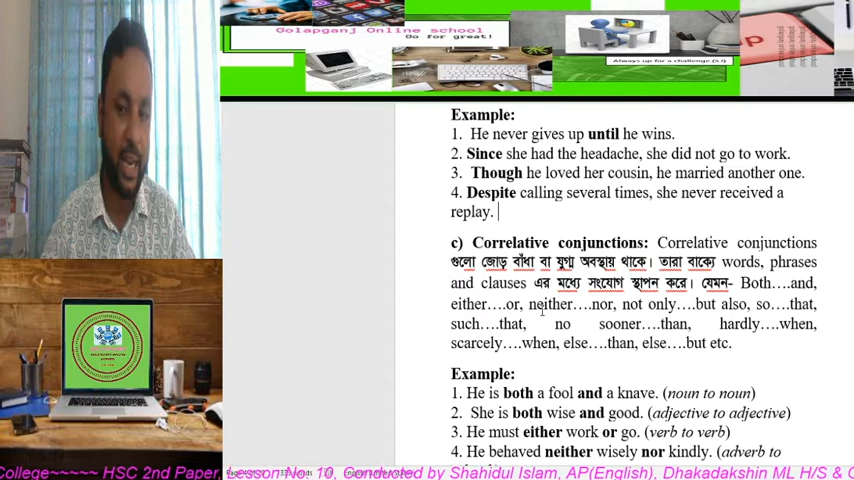 Golapganj Online school
Go for great!
Always up for a challenge.(S.I)
Example:
1. He never gives up until he wins.
2. Since she had the headache, she did not go to work.
3. Though he loved her cousin, he married another one.
4. Despite calling several times, she never received a
replay.
c) Correlative conjunctions: Correlative conjunctions
গুলো জোড় বাঁধা বা যুগ্ম অবস্থায় থাকে। তারা বাক্যে words, phrases
and clauses এর মধ্যে সংযোগ স্থাপন করে। যেমন- Both….and,
either….or, neither….nor, not only….but also, so….that,
such….that, no sooner….than, hardly….when,
scarcely….when, else….than, else….but etc.
Example:
1. He is both a fool and a knave. (noun to noun)
2. She is both wise and good. (adjective to adjective)
3. He must either work or go. (verb to verb)
4. He behaved neither wisely nor kindly. (adverb to
College~~~~~ HSC 2nd Paper, Lesson No: 10, Conducted by Shahidul Islam, AP(English), Dhakadakshin ML H/S & C